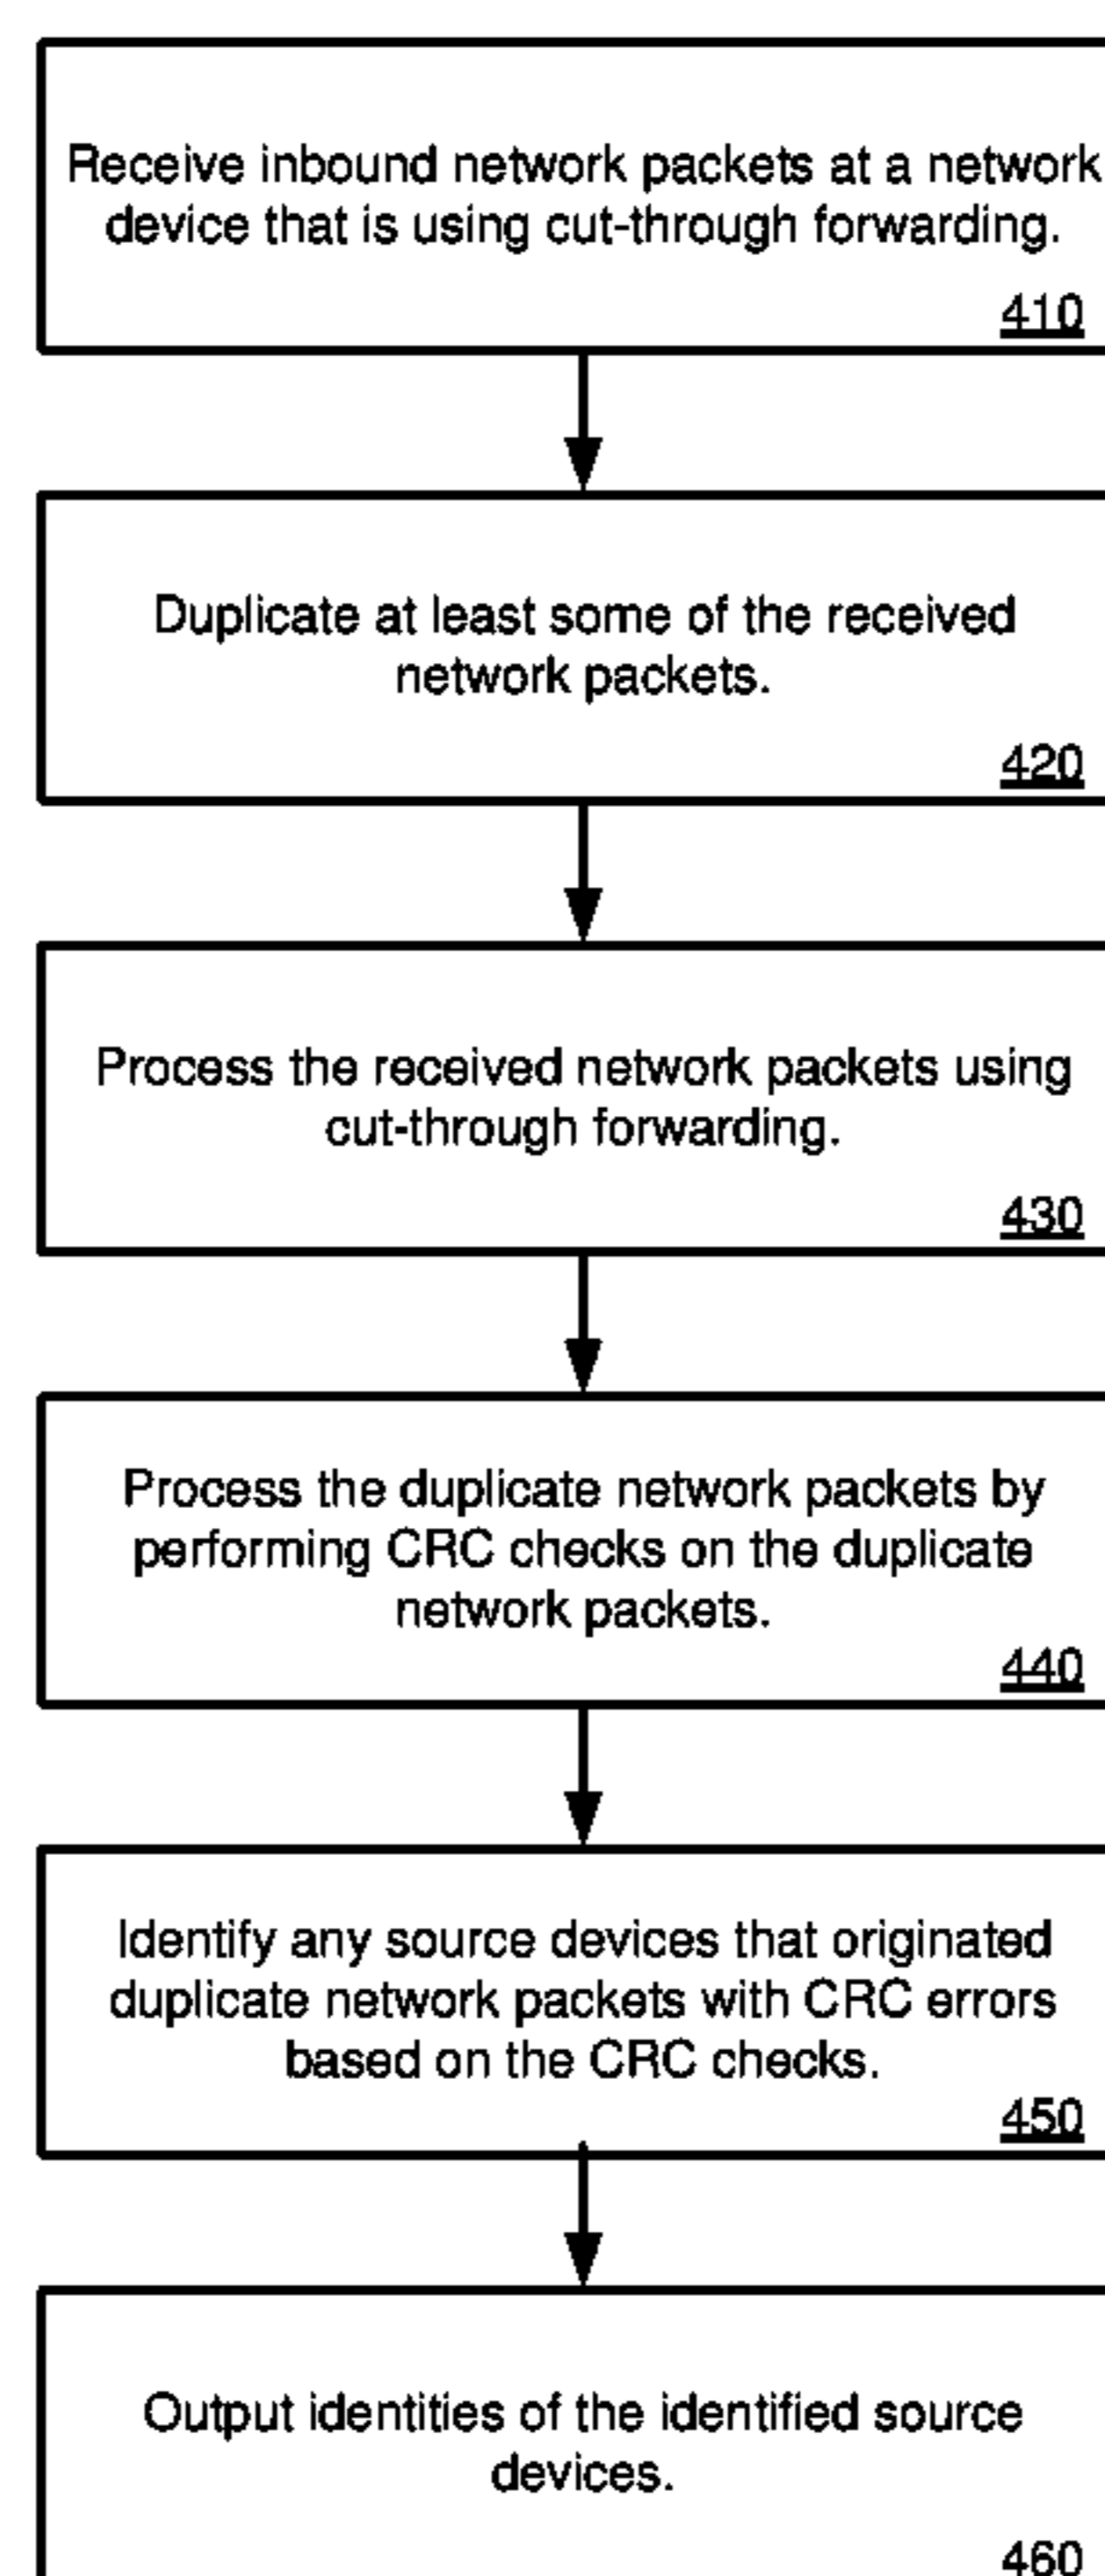 Receive inbound network packets at a network
device that is using cut-through forwarding.
410
Duplicate at least some of the received
network packets.
420
Process the received network packets using
cut-through forwarding.
430
Process the duplicate network packets by
performing CRC checks on the duplicate
network packets.
440
Identify any source devices that originated
duplicate network packets with CRC errors
based on the CRC checks.
450
Output identities of the identified source
devices.
460